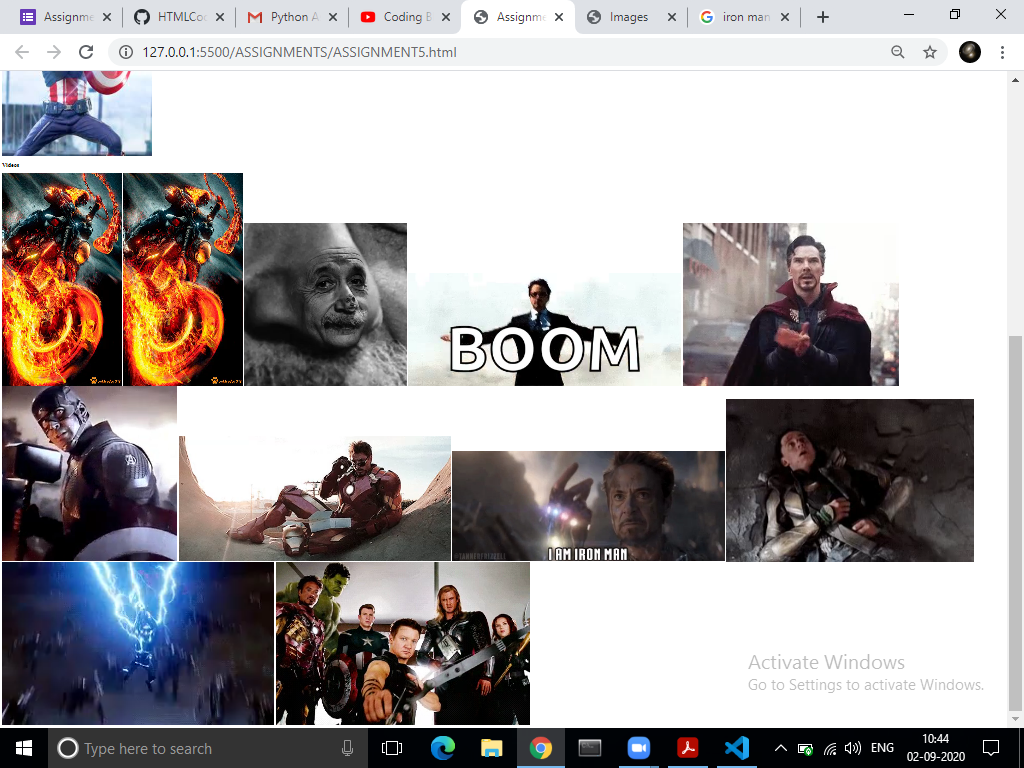 Assignme
HTMLCo
Python A
Coding B
Assignme
Images
iron man
127.0.0.1:5500/ASSIGNMENTS/ASSIGNMENT5.html
Videos
BOOM
I AM IRON MAN
Activate Windows
Go to Settings to activate Windows.
Type here to search
ENG
10:44
02-09-2020